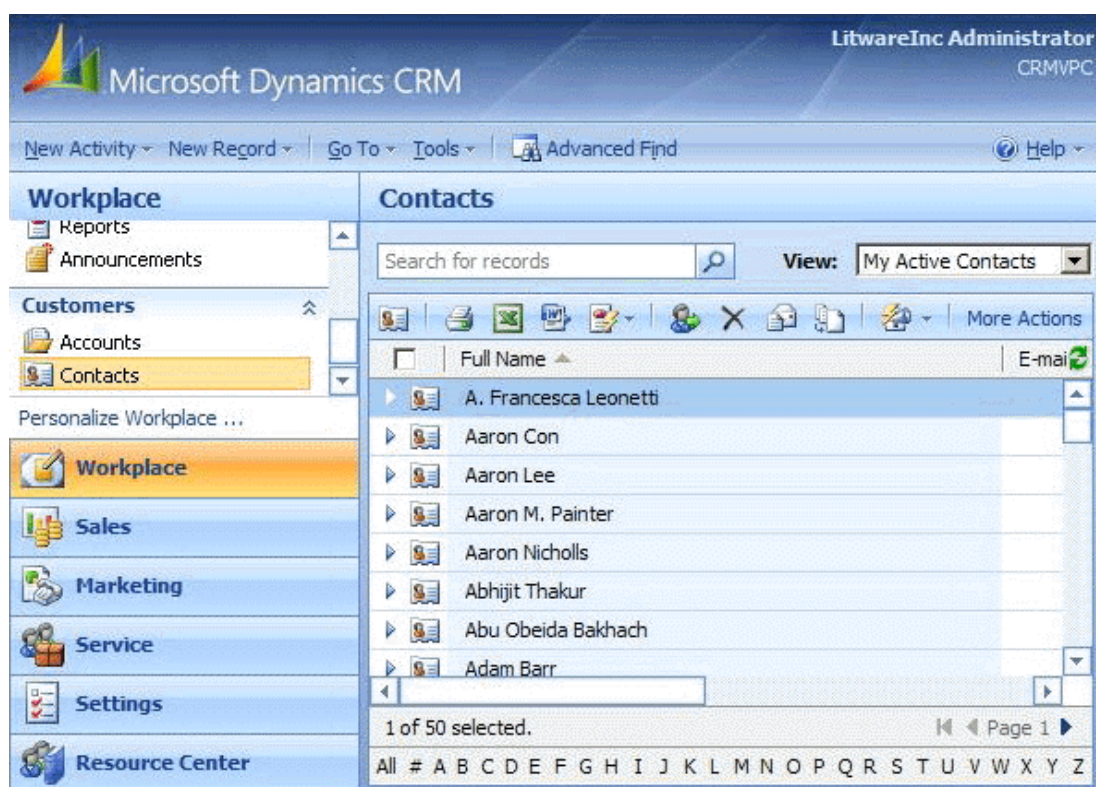 LitwareInc Administrator
Microsoft Dynamics CRM
CRMVPC
New Activity New Record Go To Tools Advanced Find Help
Workplace
Contacts
Reports
Announcements
Search for records
View: My Active Contacts
Customers
Accounts
Contacts
Personalize Workplace ...
Workplace
Sales
Marketing
Service
Settings
Resource Center
More Actions
Full Name E-mai
A. Francesca Leonetti
Aaron Con
Aaron Lee
Aaron M. Painter
Aaron Nicholls
Abhijit Thakur
Abu Obeida Bakhach
Adam Barr
1 of 50 selected. Page 1
All # A B C D E F G H I J K L M N O P Q R S T U V W X Y Z